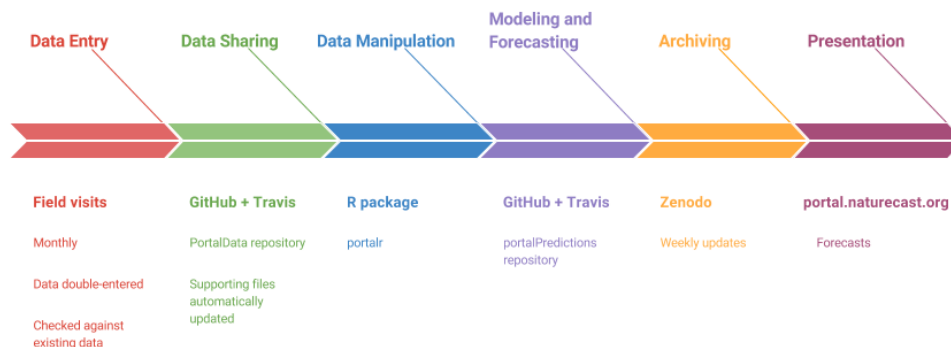 Data Entry
Data Sharing
Data Manipulation
Modeling and
Forecasting
Archiving
Presentation
Field visits
Monthly
Data double-entered
Checked against
existing data
GitHub + Travis
PortalData repository
Supporting files
automatically
updated
R package
portalr
GitHub + Travis
portalPredictions
repository
Zenodo
Weekly updates
portal.naturecast.org
Forecasts